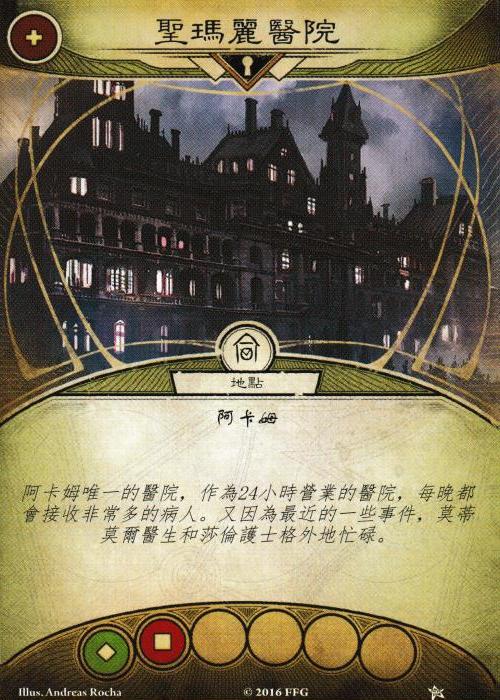 聖瑪麗醫院
地點
阿卡姆
阿卡姆唯一的醫院，作為24小時營業的醫院，每晚都
會接收非常多的病人。又因為最近的一些事件，莫蒂
莫爾醫生和莎倫護士格外地忙碌。
Illus. Andreas Rocha
© 2016 FFG